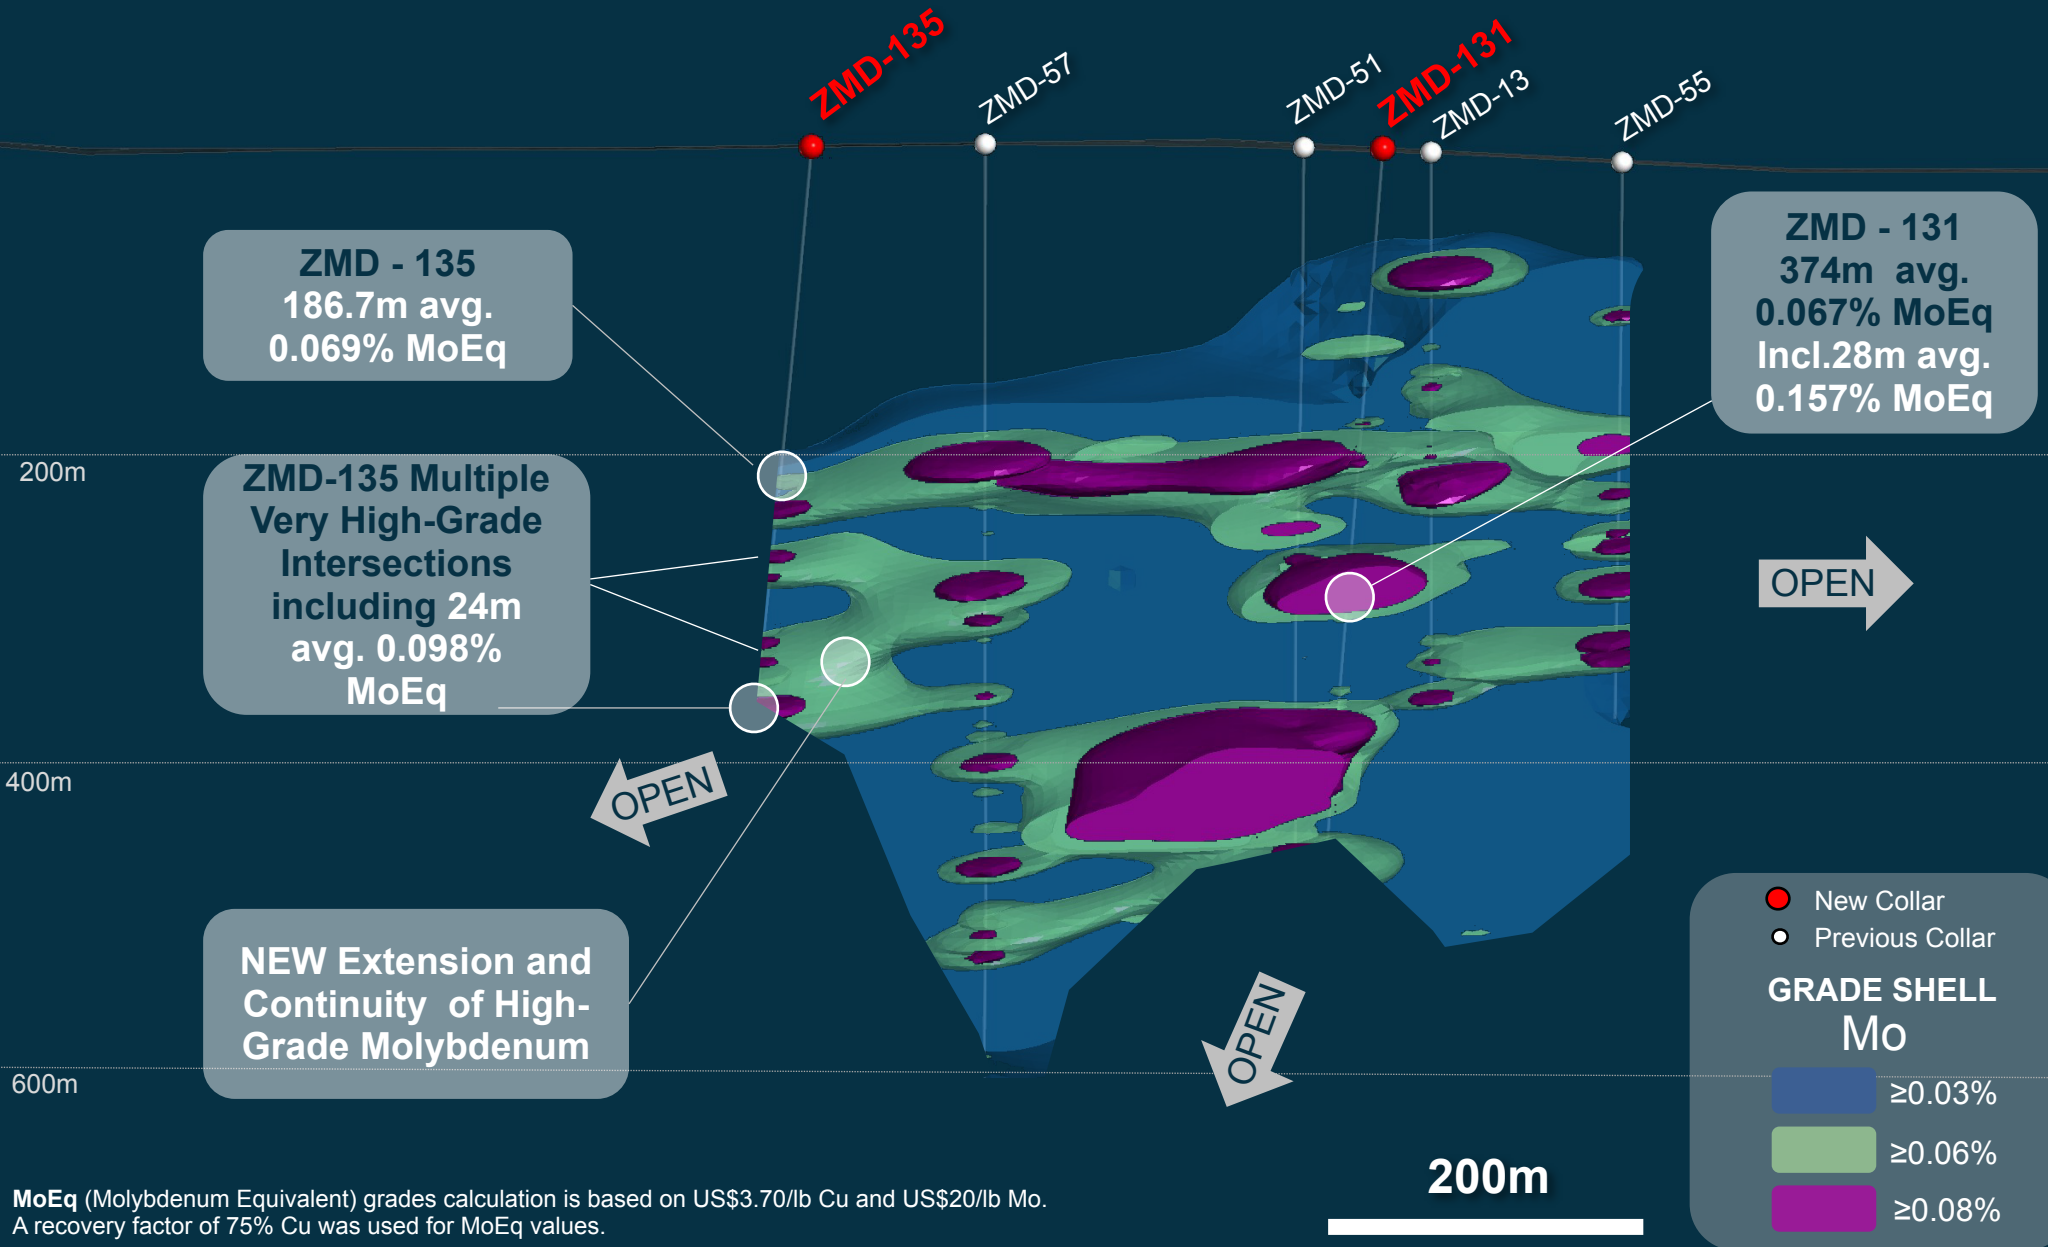 ZMD-135
ZMD-57
ZMD-51
ZMD-131
ZMD-13
ZMD-55
ZMD - 135
186.7m avg.
0.069% MoEq
ZMD - 131
374m avg.
0.067% MoEq
Incl.28m avg.
0.157% MoEq
200m
ZMD-135 Multiple
Very High-Grade
Intersections
including 24m
avg. 0.098%
MoEq
OPEN
400m
OPEN
NEW Extension and
Continuity of High-
Grade Molybdenum
OPEN
600m
New Collar
Previous Collar
GRADE SHELL
Mo
≥0.03%
≥0.06%
≥0.08%
200m
MoEq (Molybdenum Equivalent) grades calculation is based on US$3.70/lb Cu and US$20/lb Mo.
A recovery factor of 75% Cu was used for MoEq values.